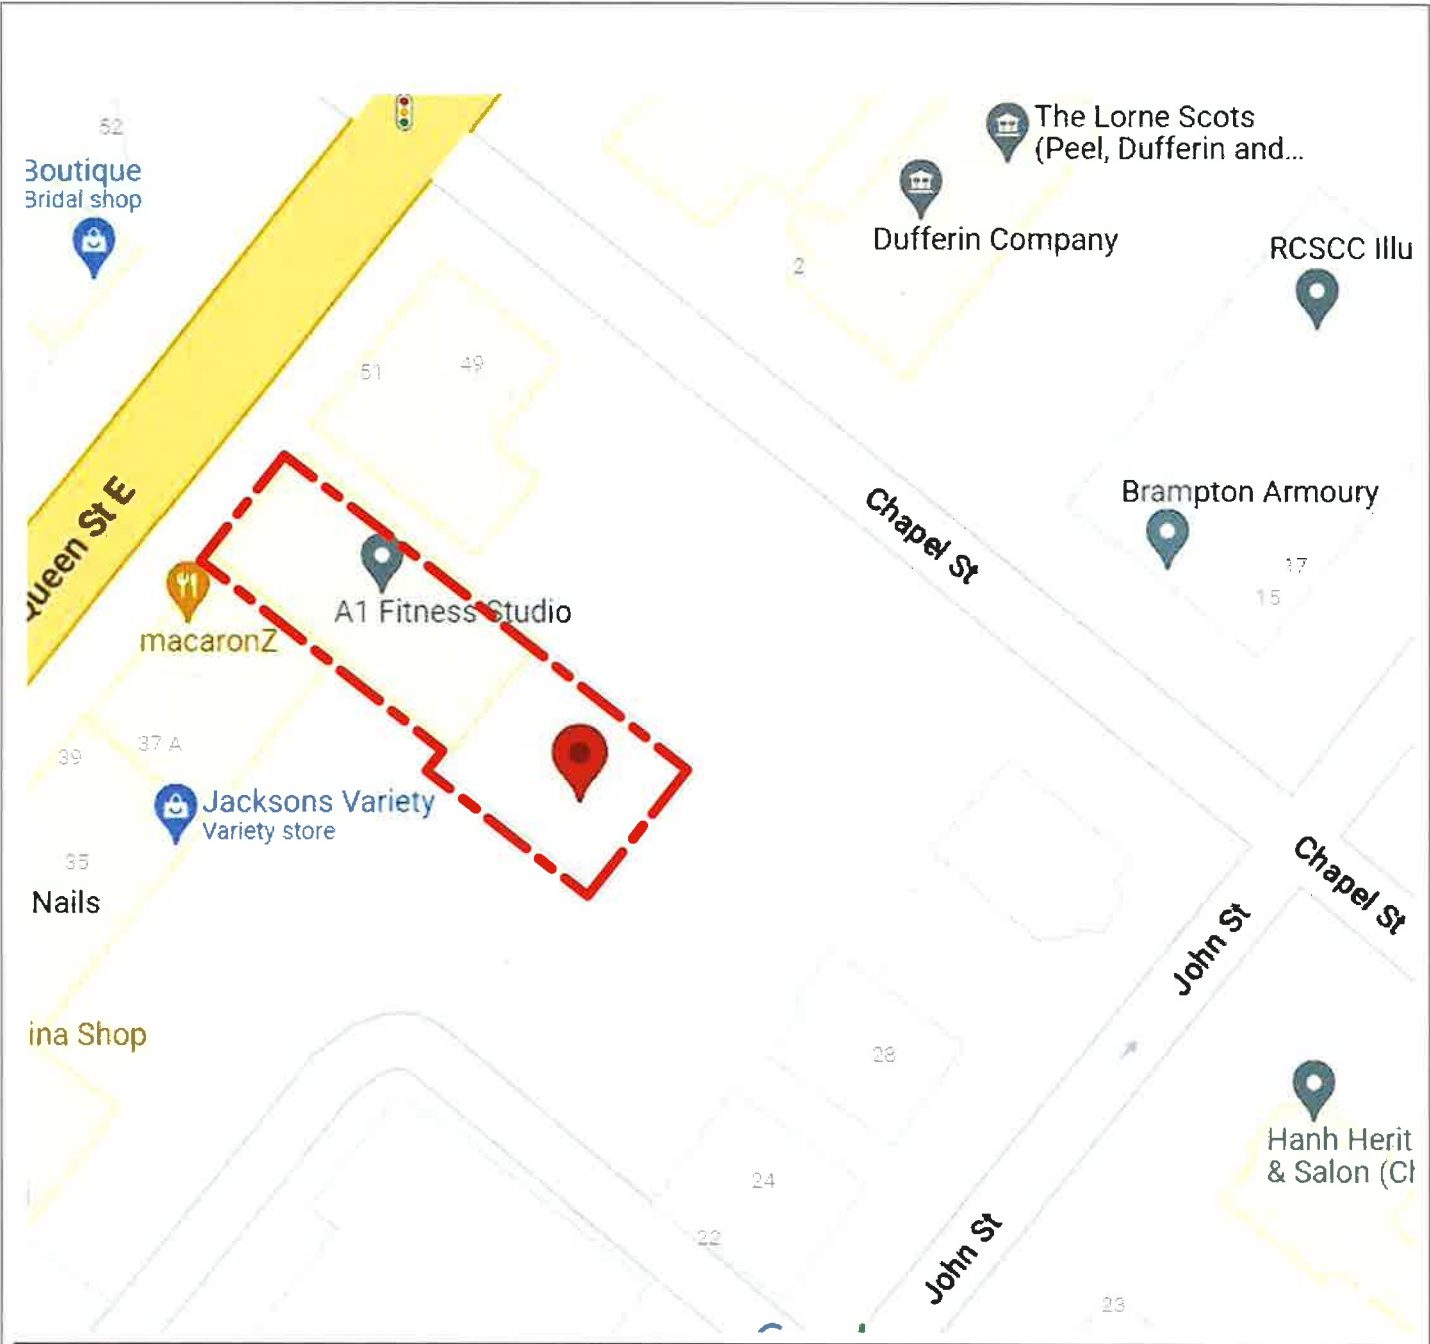 52
Boutique
Bridal shop
The Lorne Scots
(Peel, Dufferin and...
Dufferin Company
2
RCSCC Illu
51
49
Queen St E
Chapel St
Brampton Armoury
17
15
A1 Fitness Studio
macaronZ
39
37 A
Jacksons Variety
Variety store
35
Nails
Chapel St
John St
ina Shop
28
Hanh Herit
& Salon (Ch
24
22
John St
23